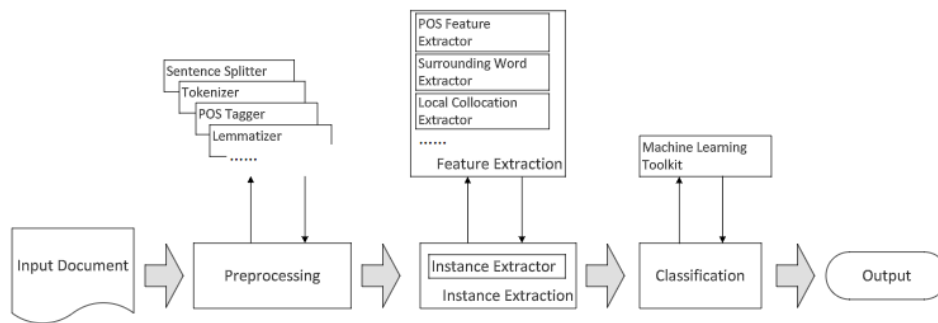 POS Feature
Extractor
Surrounding Word
Extractor
Local Collocation
Extractor
......
Feature Extraction
Sentence Splitter
Tokenizer
POS Tagger
Lemmatizer
......
Machine Learning
Toolkit
Input Document
Preprocessing
Instance Extractor
Instance Extraction
Classification
Output